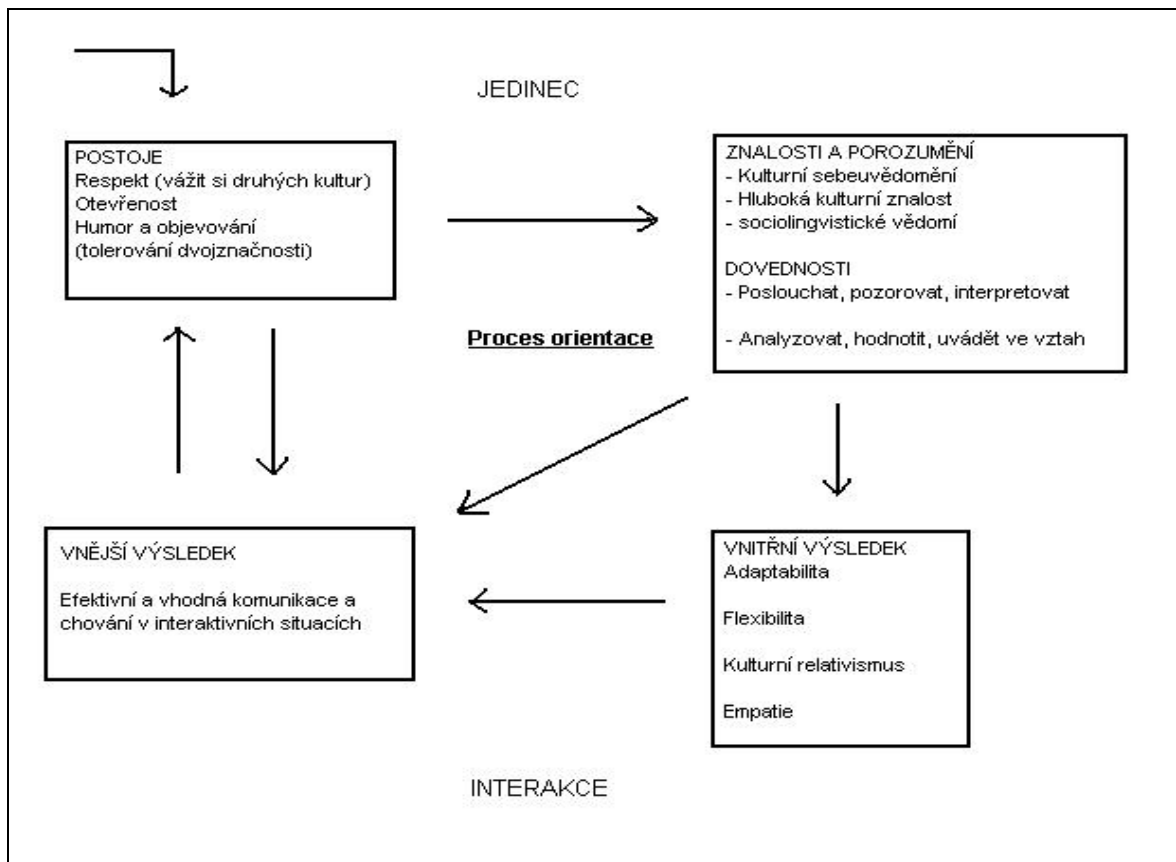 JEDINEC
POSTOJE
Respekt (vážit si druhých kultur)
Otevřenost
Humor a objevování
(tolerování dvojznačnosti)
ZNALOSTI A POROZUMĚNÍ
- Kulturní sebeuvědomění
- Hluboká kulturní znalost
- sociolingvistické vědomí
DOVEDNOSTI
- Poslouchat, pozorovat, interpretovat
- Analyzovat, hodnotit, uvádět ve vztah
Proces orientace
VNĚJŠÍ VÝSLEDEK
Efektivní a vhodná komunikace a
chování v interaktivních situacích
VNITŘNÍ VÝSLEDEK
Adaptabilita
Flexibilita
Kulturní relativismus
Empatie
INTERAKCE